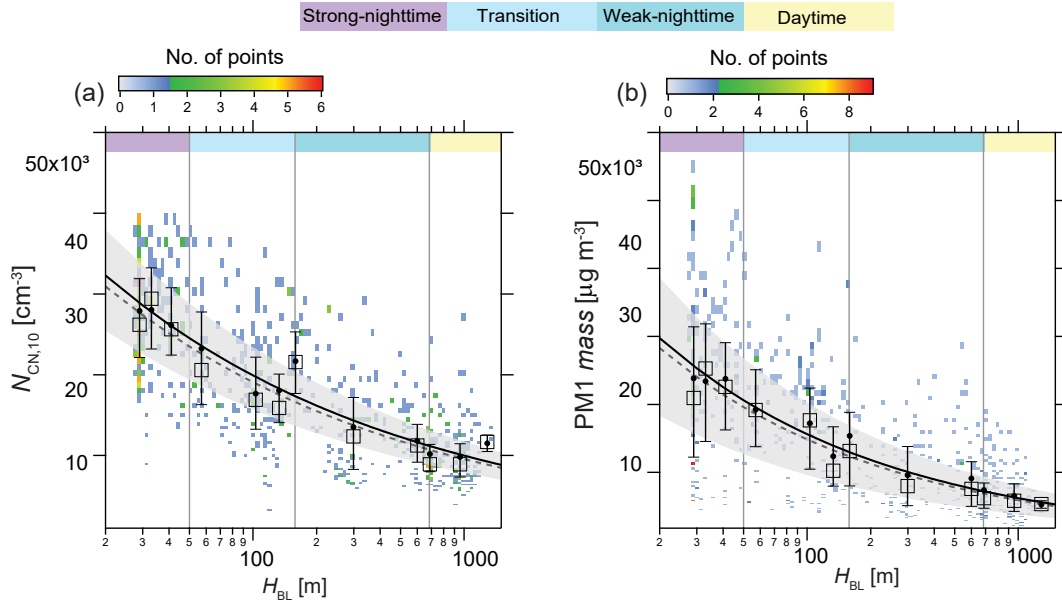 Strong-nighttime Transition Weak-nighttime Daytime
No. of points
0 1 2 3 4 5 6
(a)
50x10³
40
30
20
10
N_CN,10 [cm⁻³]
2 3 4 5 6 7 8 9 100 2 3 4 5 6 7 8 9 1000
H_BL [m]
No. of points
0 2 4 6 8
(b)
50x10³
40
30
20
10
PM1 mass [µg m⁻³]
2 3 4 5 6 7 8 9 100 2 3 4 5 6 7 8 9 1000
H_BL [m]